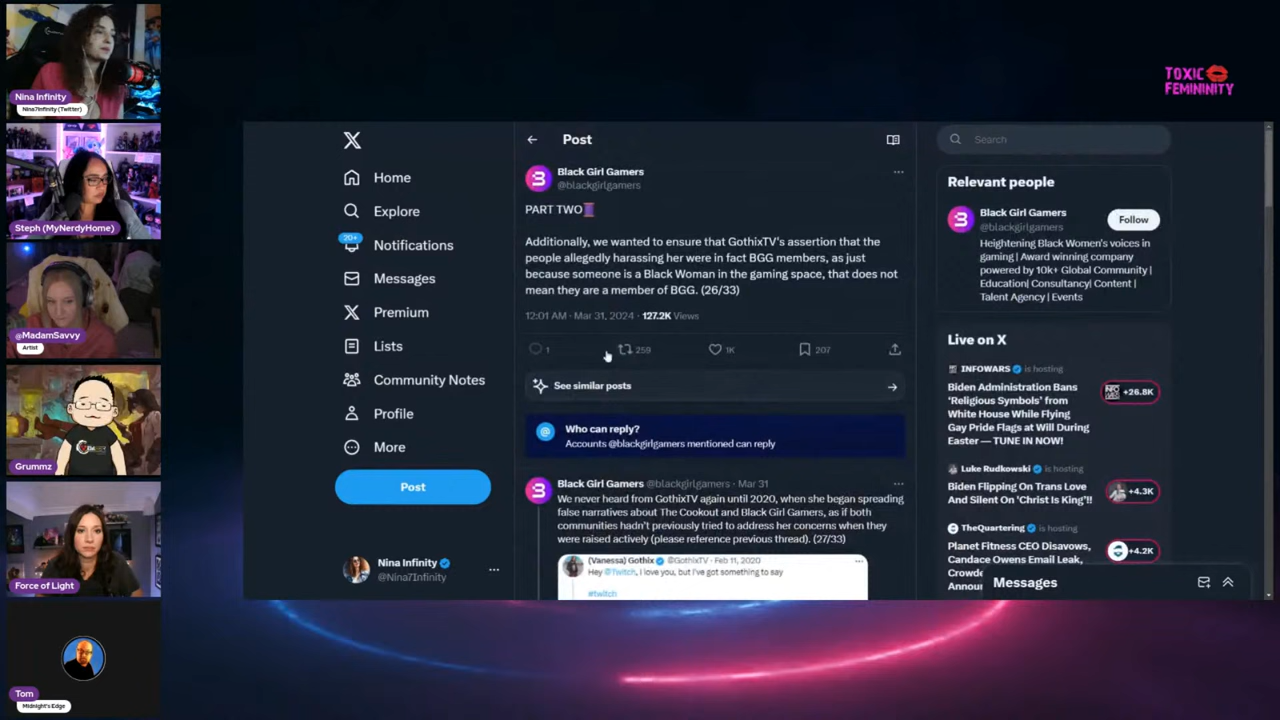 Nina Infinity
Nina7Infinity (Twitter)
Steph (MyNerdyHome)
@MadamSavvy
Artist
Grummz
Force of Light
Tom
Midnight's Edge
TOXIC
FEMININITY
Home
Explore
20+
Notifications
Messages
Premium
Lists
Community Notes
Profile
More
Post
Nina Infinity
@Nina7Infinity
Post
Black Girl Gamers
@blackgirlgamers
PART TWO
Additionally, we wanted to ensure that GothixTV's assertion that the
people allegedly harassing her were in fact BGG members, as just
because someone is a Black Woman in the gaming space, that does not
mean they are a member of BGG. (26/33)
12:01 AM · Mar 31, 2024 · 127.2K Views
1
259
1K
207
See similar posts
Who can reply?
Accounts @blackgirlgamers mentioned can reply
Black Girl Gamers @blackgirlgamers · Mar 31
We never heard from GothixTV again until 2020, when she began spreading
false narratives about The Cookout and Black Girl Gamers, as if both
communities hadn't previously tried to address her concerns when they
were raised actively (please reference previous thread). (27/33)
(Vanessa) Gothix @GothixTV · Feb 11, 2020
Hey @Twitch, I love you, but I've got something to say
#twitch
Search
Relevant people
Black Girl Gamers
@blackgirlgamers
Follow
Heightening Black Women's voices in
gaming | Award winning company
powered by 10k+ Global Community |
Education| Consultancy| Content |
Talent Agency | Events
Live on X
INFOWARS is hosting
Biden Administration Bans
'Religious Symbols' from
White House While Flying
Gay Pride Flags at Will During
Easter — TUNE IN NOW!
+26.8K
Luke Rudkowski is hosting
Biden Flipping On Trans Love
And Silent On 'Christ Is King'!!
+4.3K
TheQuartering is hosting
Planet Fitness CEO Disavows,
Candace Owens Email Leak,
+4.2K
Messages